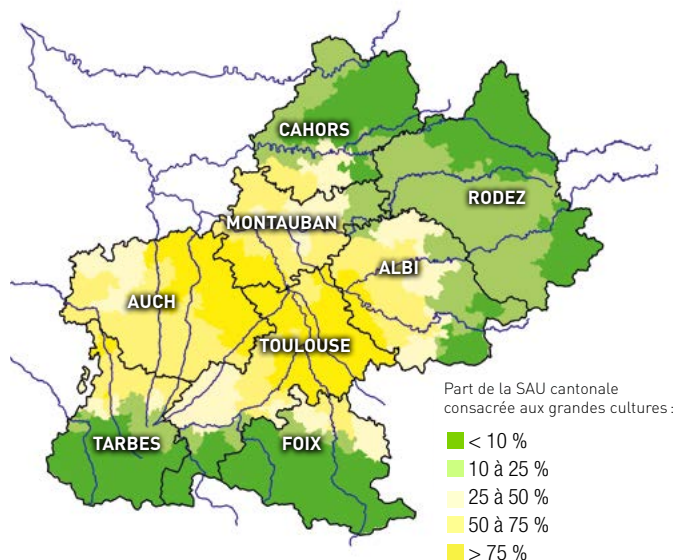 CAHORS
RODEZ
MONTAUBAN
ALBI
AUCH
TOULOUSE
TARBES
FOIX
Part de la SAU cantonale
consacrée aux grandes cultures :
< 10 %
10 à 25 %
25 à 50 %
50 à 75 %
> 75 %